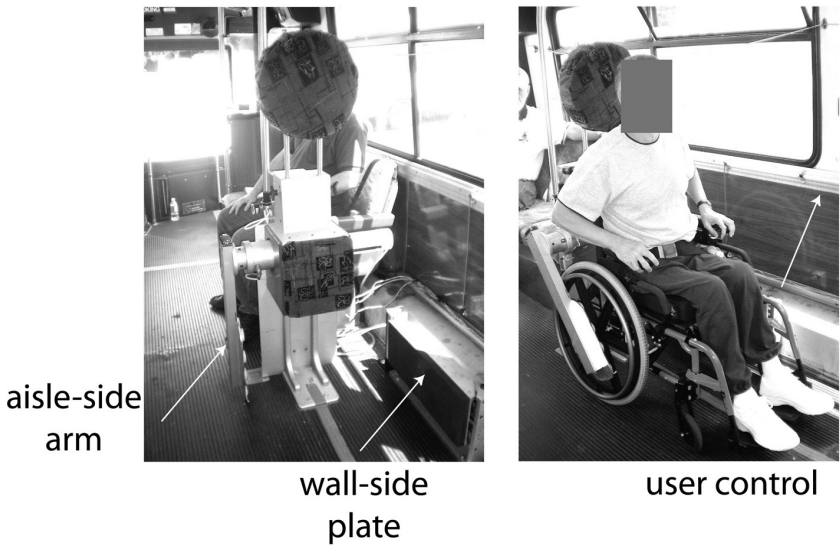 aisle-side
arm
wall-side
plate
user control